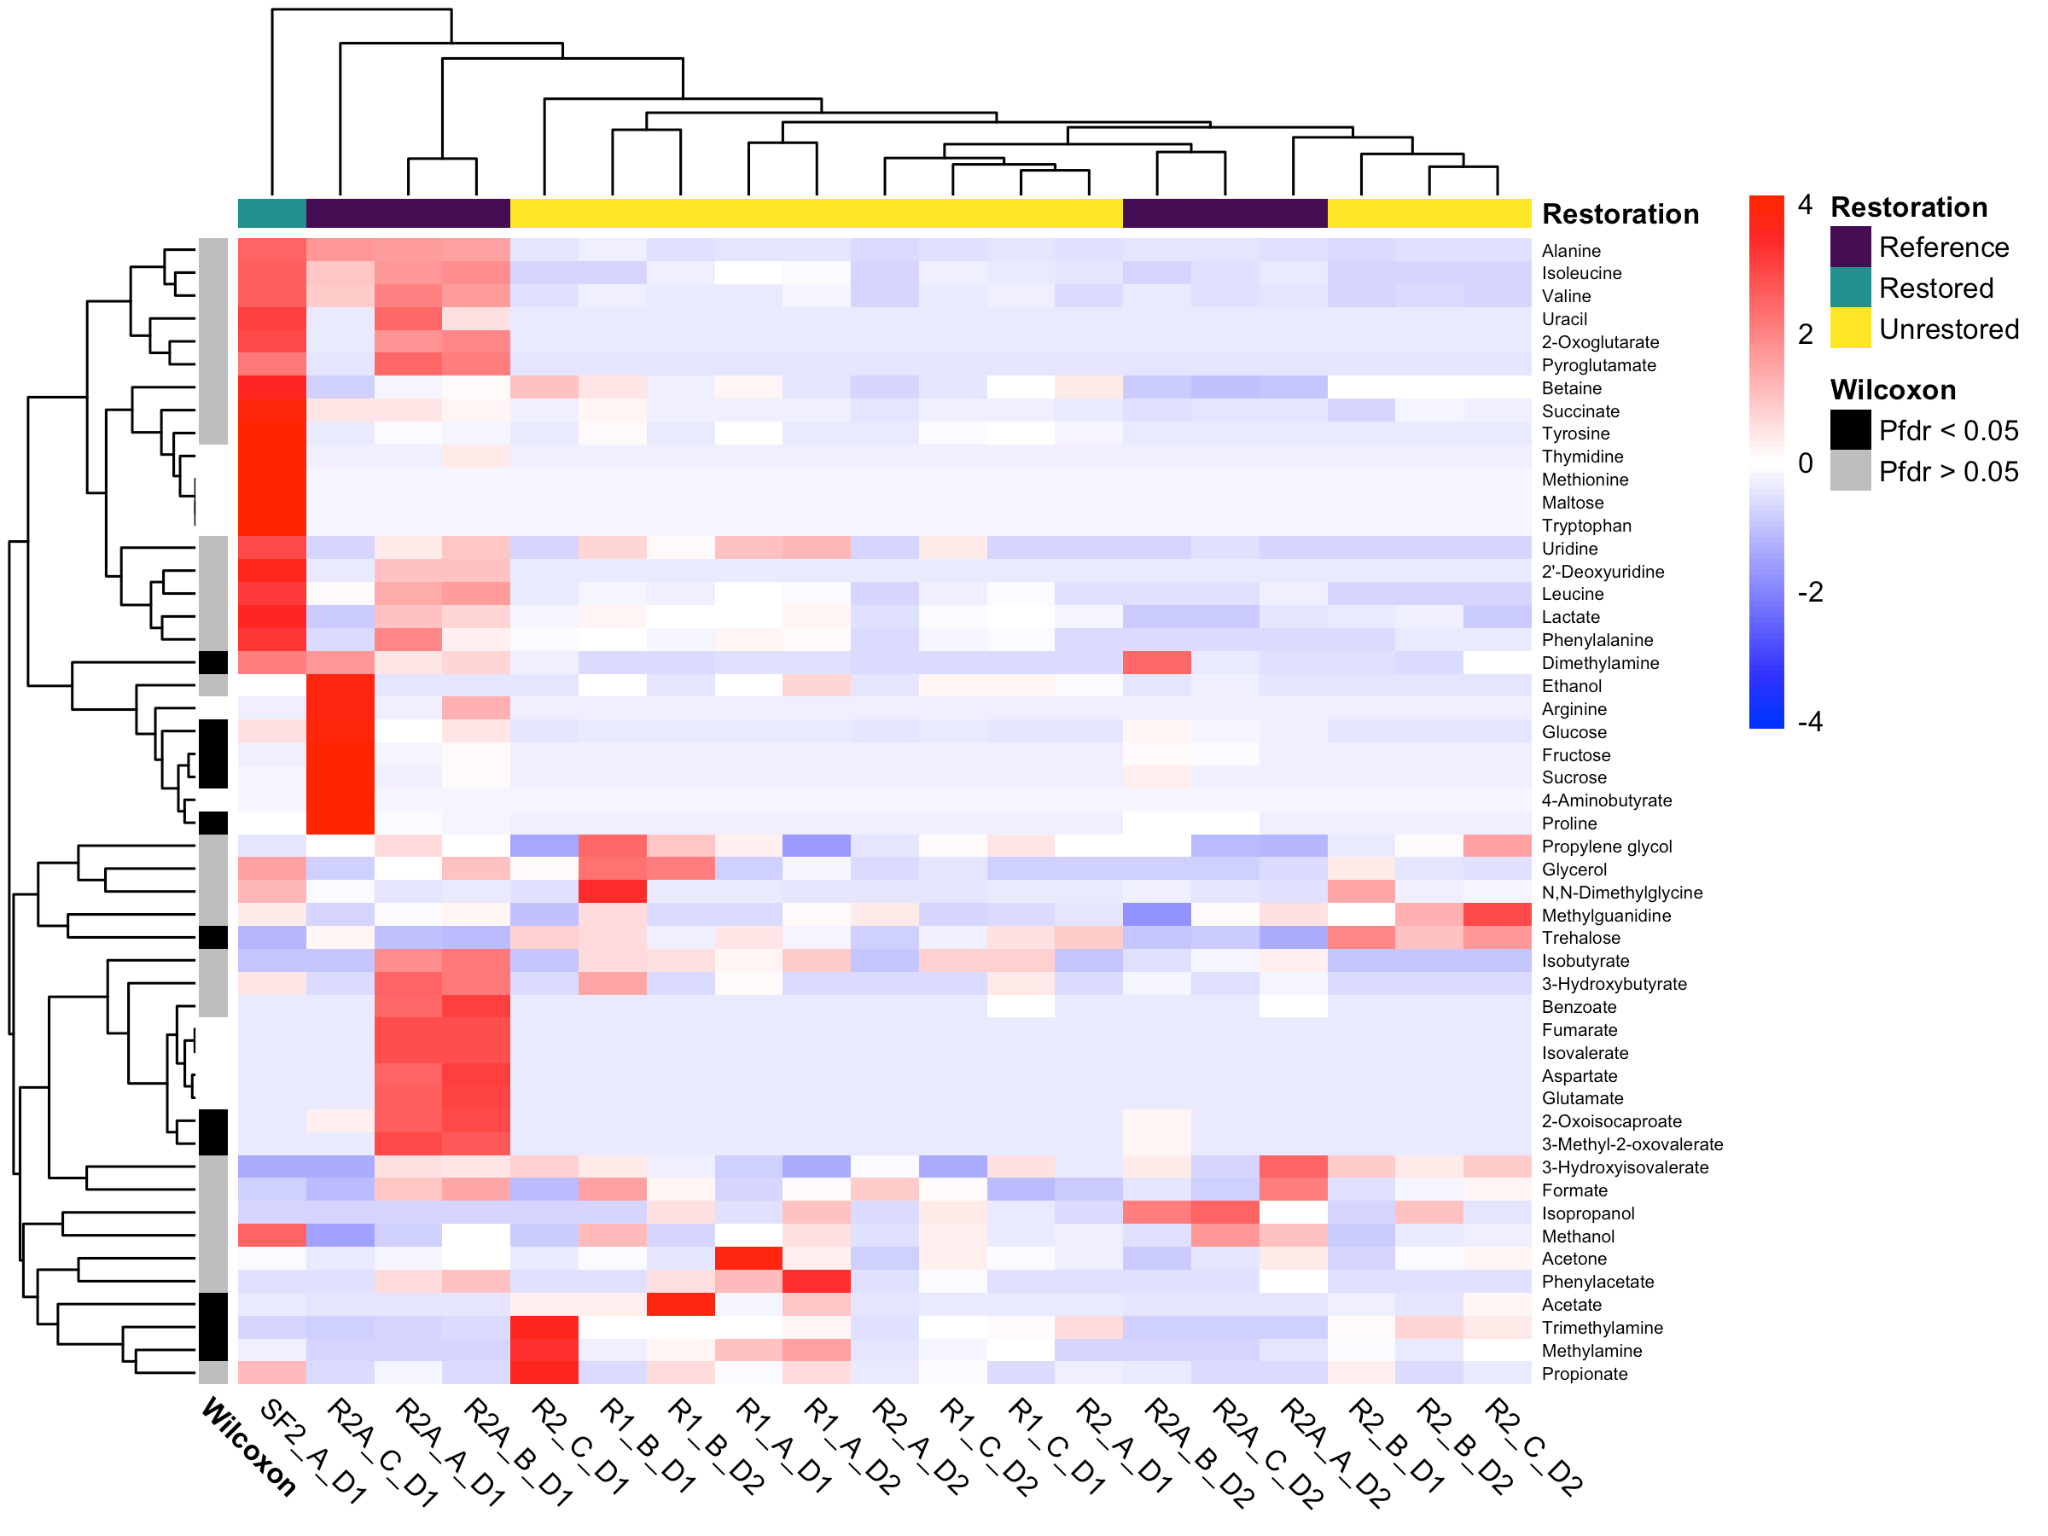 Restoration
Alanine
Isoleucine
Valine
Uracil
2-Oxoglutarate
Pyroglutamate
Betaine
Succinate
Tyrosine
Thymidine
Methionine
Maltose
Tryptophan
Uridine
2'-Deoxyuridine
Leucine
Lactate
Phenylalanine
Dimethylamine
Ethanol
Arginine
Glucose
Fructose
Sucrose
4-Aminobutyrate
Proline
Propylene glycol
Glycerol
N,N-Dimethylglycine
Methylguanidine
Trehalose
Isobutyrate
3-Hydroxybutyrate
Benzoate
Fumarate
Isovalerate
Aspartate
Glutamate
2-Oxoisocaproate
3-Methyl-2-oxovalerate
3-Hydroxyisovalerate
Formate
Isopropanol
Methanol
Acetone
Phenylacetate
Acetate
Trimethylamine
Methylamine
Propionate
Wilcoxon
SF2_A_D1
R2A_C_D1
R2A_A_D1
R2A_B_D1
R2_C_D1
R1_B_D1
R1_B_D2
R1_A_D1
R1_A_D2
R2_A_D2
R1_C_D2
R1_C_D1
R2_A_D1
R2A_B_D2
R2A_C_D2
R2A_A_D2
R2_B_D1
R2_B_D2
R2_C_D2
4
2
0
-2
-4
Restoration
Reference
Restored
Unrestored
Wilcoxon
Pfdr < 0.05
Pfdr > 0.05